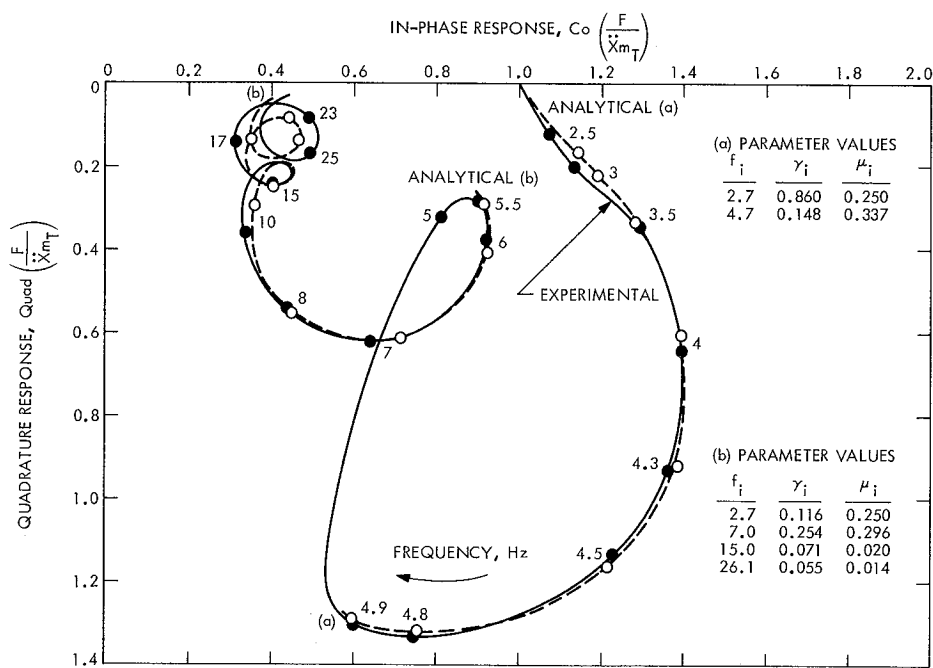 IN-PHASE RESPONSE, Co (F / Ẍm_T)
0 0.2 0.4 0.6 0.8 1.0 1.2 1.4 1.6 1.8 2.0
QUADRATURE RESPONSE, Quad (F / Ẍm_T)
0
0.2
0.4
0.6
0.8
1.0
1.2
1.4
(b)
23
17
25
15
10
8
7
ANALYTICAL (b)
5
5.5
6
ANALYTICAL (a)
2.5
3
3.5
EXPERIMENTAL
4
4.3
4.5
FREQUENCY, Hz
4.9
4.8
(a)
(a) PARAMETER VALUES
f_i γ_i μ_i
2.7 0.860 0.250
4.7 0.148 0.337
(b) PARAMETER VALUES
f_i γ_i μ_i
2.7 0.116 0.250
7.0 0.254 0.296
15.0 0.071 0.020
26.1 0.055 0.014